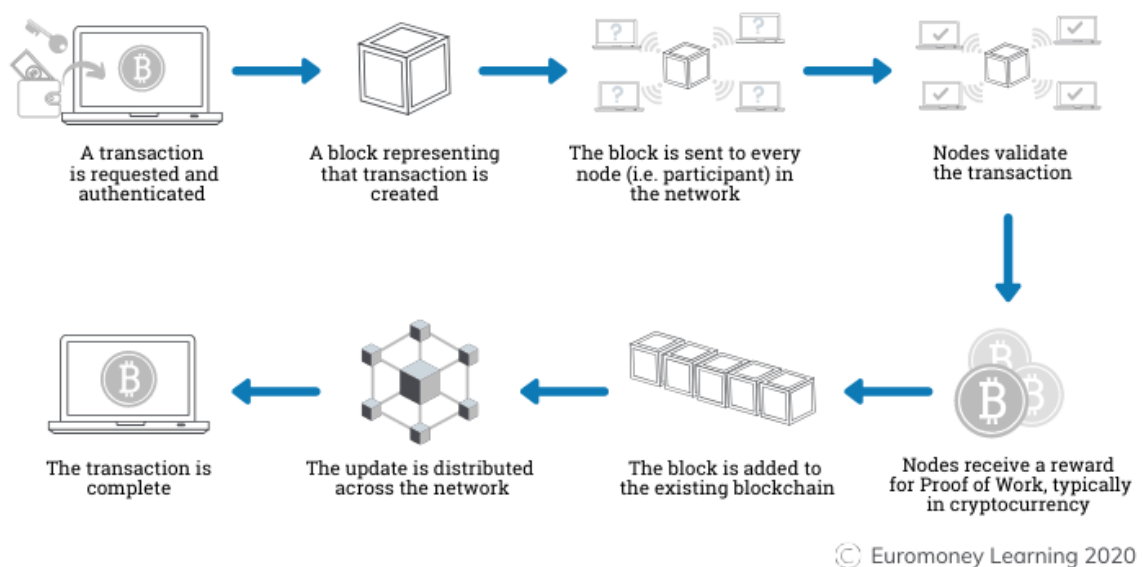 A transaction
is requested and
authenticated
A block representing
that transaction is
created
The block is sent to every
node (i.e. participant) in
the network
Nodes validate
the transaction
Nodes receive a reward
for Proof of Work, typically
in cryptocurrency
The block is added to
the existing blockchain
The update is distributed
across the network
The transaction is
complete
© Euromoney Learning 2020